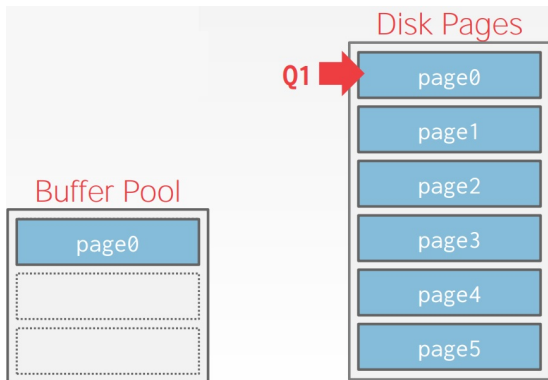 Disk Pages
Q1
page0
page1
page2
page3
page4
page5
Buffer Pool
page0